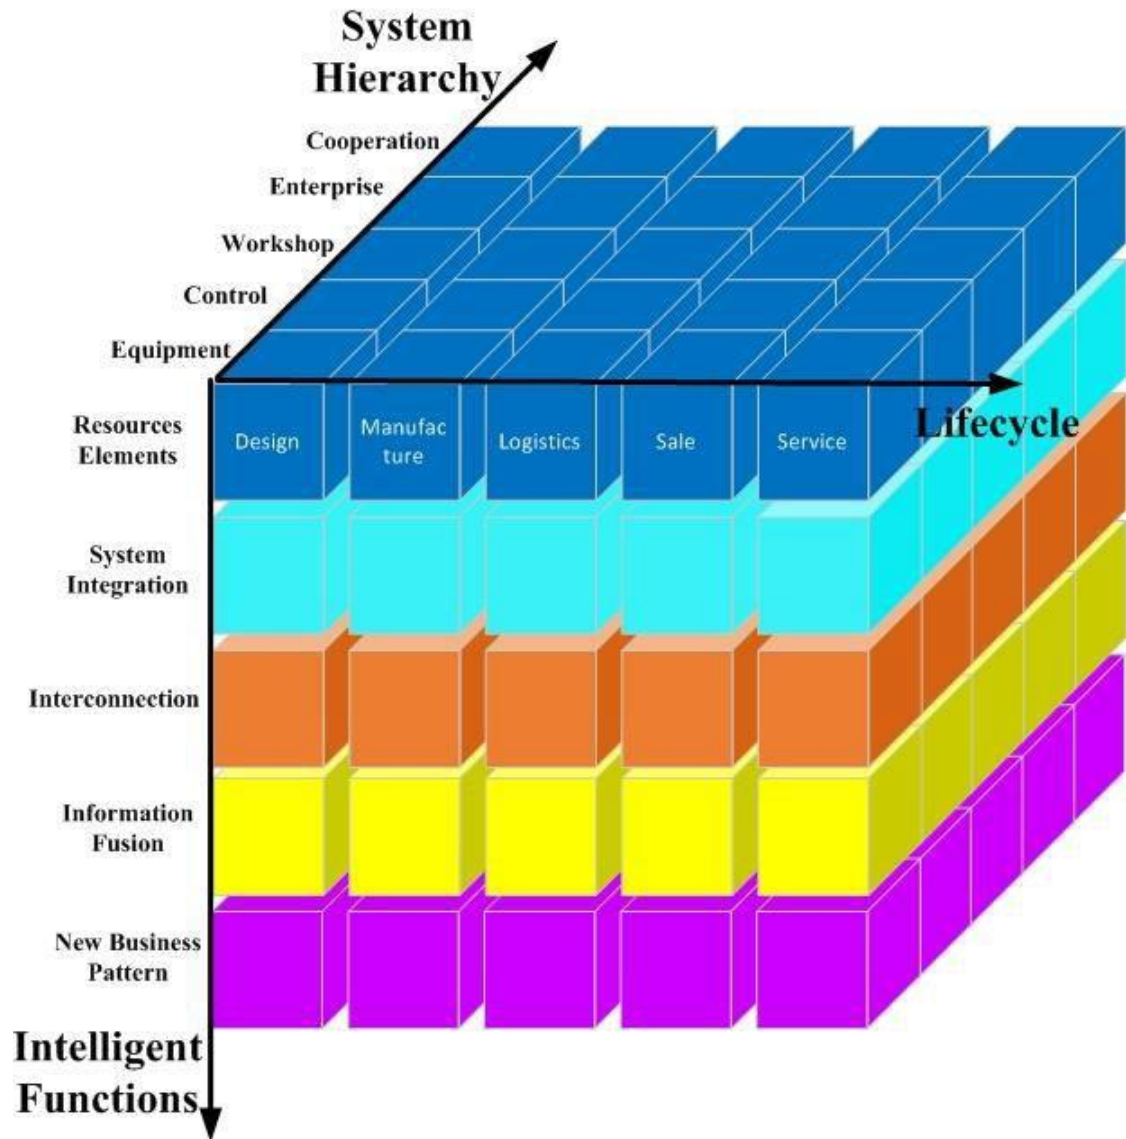 System
Hierarchy
Cooperation
Enterprise
Workshop
Control
Equipment
Resources
Elements
Design
Manufac
ture
Logistics
Sale
Service
Lifecycle
System
Integration
Interconnection
Information
Fusion
New Business
Pattern
Intelligent
Functions